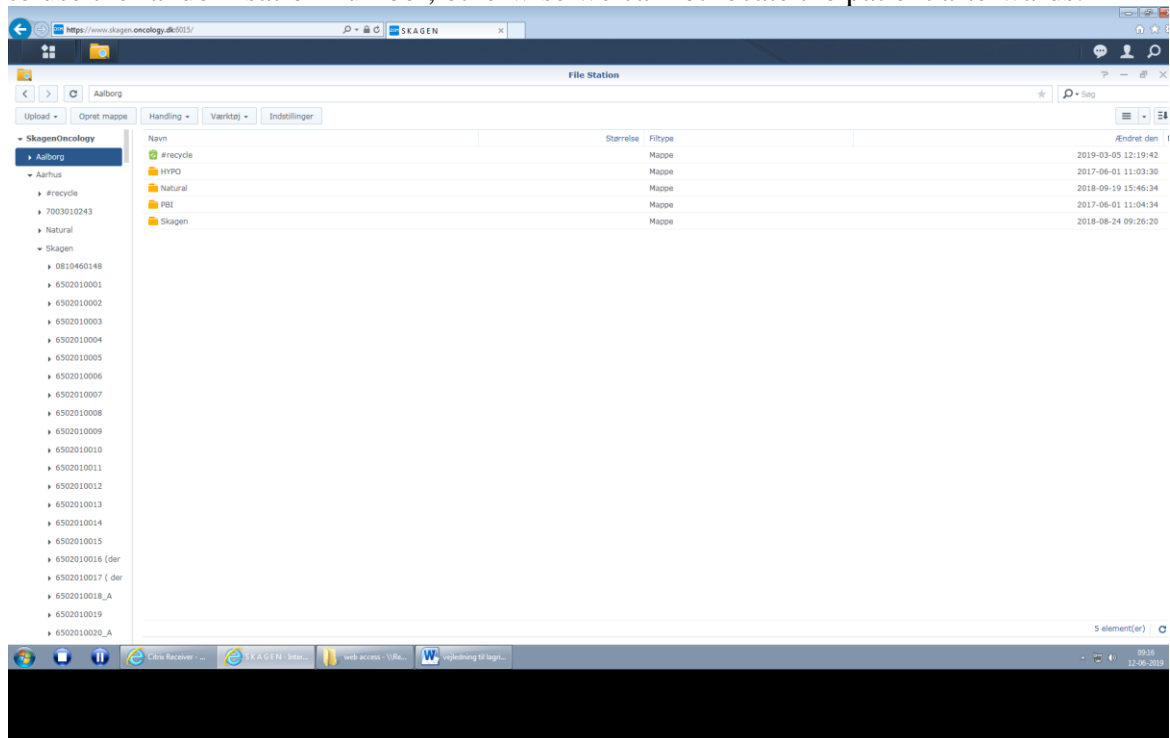 https://www.skagen.oncology.dk:6015/
SKAGEN
File Station
Aalborg
Søg
Upload
Opret mappe
Handling
Værktøj
Indstillinger
SkagenOncology
Navn Størrelse Filtype Ændret den
Aalborg
#recycle Mappe 2019-03-05 12:19:42
Aarhus
HYPO Mappe 2017-06-01 11:03:30
#recycle
Natural Mappe 2018-09-19 15:46:34
7003010243
PBI Mappe 2017-06-01 11:04:34
Natural
Skagen Mappe 2018-08-24 09:26:20
Skagen
0810460148
6502010001
6502010002
6502010003
6502010004
6502010005
6502010006
6502010007
6502010008
6502010009
6502010010
6502010011
6502010012
6502010013
6502010014
6502010015
6502010016 (der
6502010017 ( der
6502010018_A
6502010019
6502010020_A
5 element(er)
Citrix Receiver - ...
SKAGEN - Inter...
web access - \\Re...
vejledning til lagri...
09:16
12-06-2019